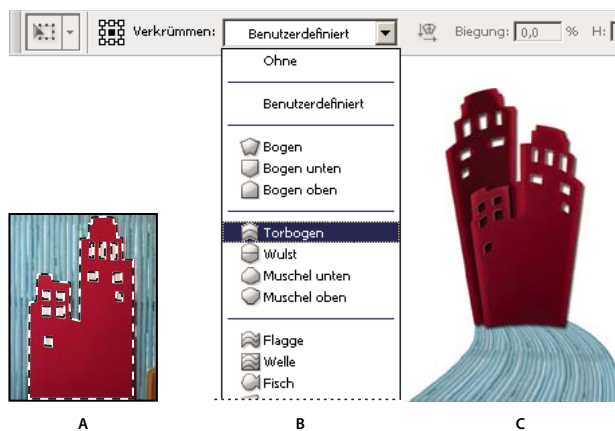 Verkrümmen: Benutzerdefiniert Biegung: 0,0 % H:
Ohne
Benutzerdefiniert
Bogen
Bogen unten
Bogen oben
Torbogen
Wulst
Muschel unten
Muschel oben
Flagge
Welle
Fisch
A B C